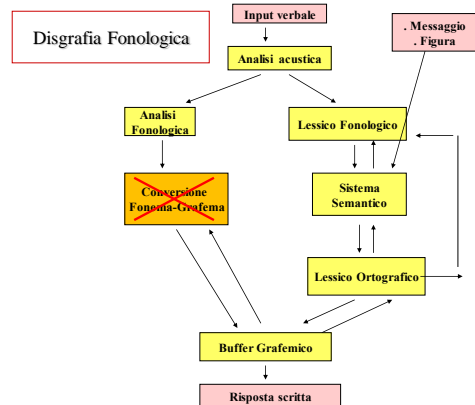 Disgrafia Fonologica
Input verbale
. Messaggio
. Figura
Analisi acustica
Analisi
Fonologica
Lessico Fonologico
Conversione
Fonema-Grafema
Sistema
Semantico
Lessico Ortografico
Buffer Grafemico
Risposta scritta